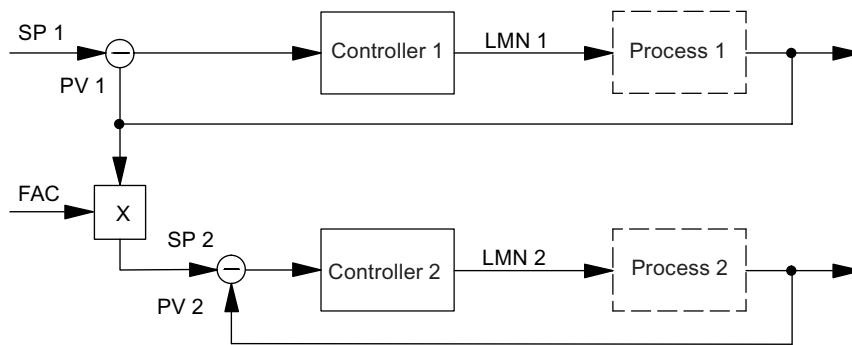 SP 1
Controller 1
LMN 1
Process 1
PV 1
FAC
X
SP 2
Controller 2
LMN 2
Process 2
PV 2